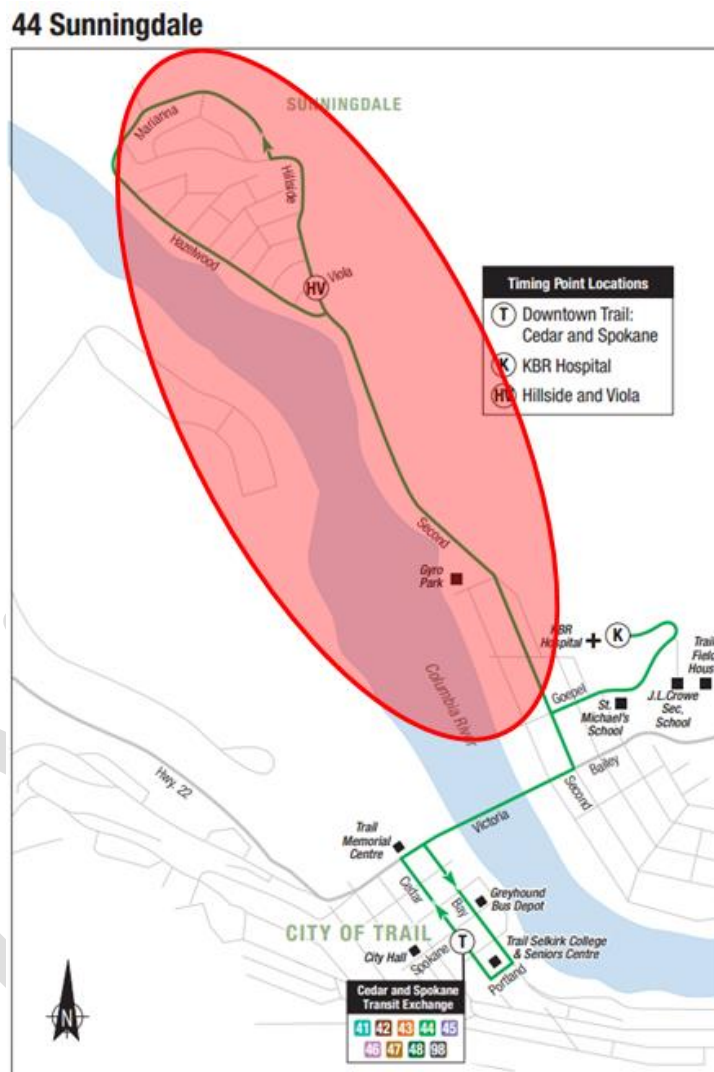 44 Sunningdale
SUNNINGDALE
Marianna
Hillside
Hazelwood
HV
Viola
Timing Point Locations
T Downtown Trail:
Cedar and Spokane
K KBR Hospital
HV Hillside and Viola
Second
Gyro
Park
KBR
Hospital
K
Trail
Field
House
J.L.Crowe
Sec,
School
Goepel
St.
Michael's
School
Columbia River
Bailey
Second
Hwy. 22
Victoria
Trail
Memorial
Centre
Cedar
Bay
Greyhound
Bus Depot
CITY OF TRAIL
T
City Hall
Spokane
Trail Selkirk College
& Seniors Centre
Portland
N
Cedar and Spokane
Transit Exchange
41 42 43 44 45
46 47 48 98